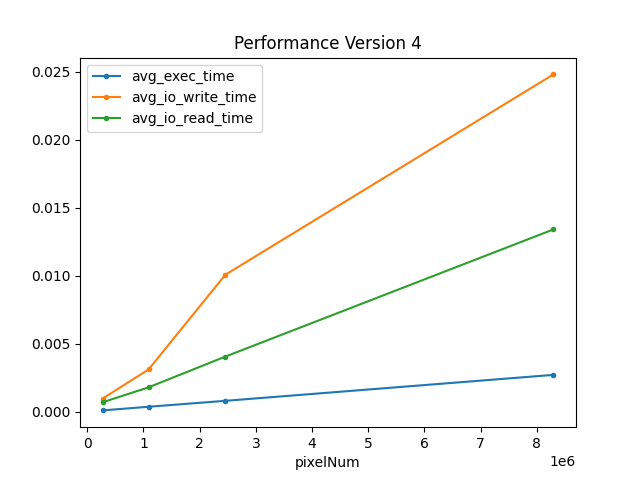 Performance Version 4
avg_exec_time
avg_io_write_time
avg_io_read_time
0.025
0.020
0.015
0.010
0.005
0.000
0 1 2 3 4 5 6 7 8
1e6
pixelNum